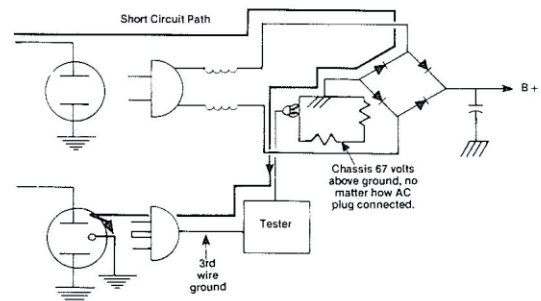 Short Circuit Path
B +
Chassis 67 volts
above ground, no
matter how AC
plug connected.
Tester
3rd
wire
ground